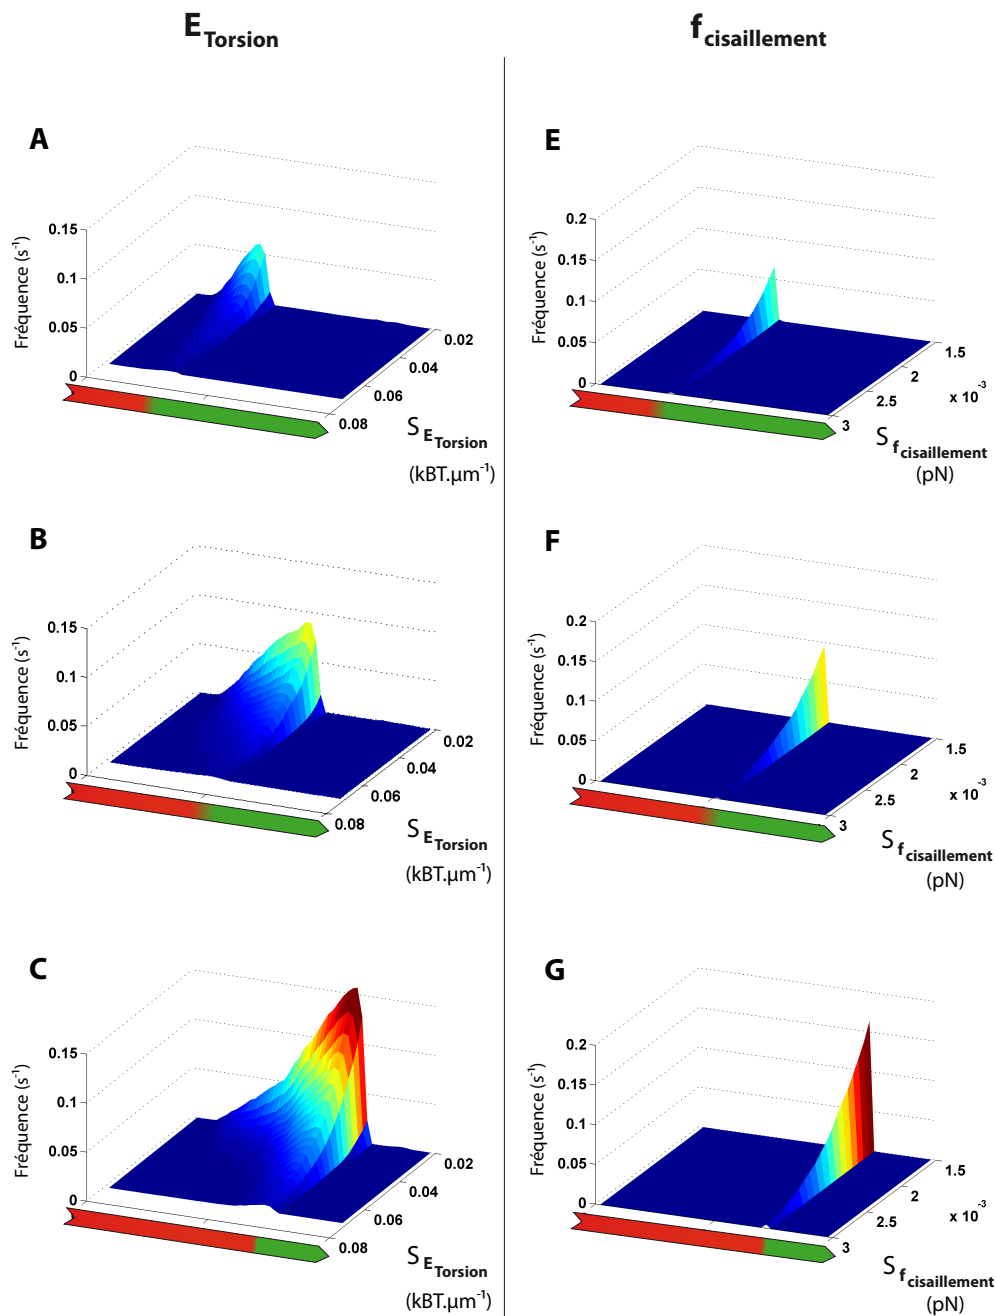 E Torsion
f cisaillement
A
Fréquence (s⁻¹)
0.15
0.1
0.05
0
0.02
0.04
0.06
0.08
S E Torsion
(kBT.µm⁻¹)
E
Fréquence (s⁻¹)
0.2
0.15
0.1
0.05
0
1.5
2
2.5
3
x 10⁻³
S f cisaillement
(pN)
B
Fréquence (s⁻¹)
0.15
0.1
0.05
0
0.02
0.04
0.06
0.08
S E Torsion
(kBT.µm⁻¹)
F
Fréquence (s⁻¹)
0.2
0.15
0.1
0.05
0
1.5
2
2.5
3
x 10⁻³
S f cisaillement
(pN)
C
Fréquence (s⁻¹)
0.15
0.1
0.05
0
0.02
0.04
0.06
0.08
S E Torsion
(kBT.µm⁻¹)
G
Fréquence (s⁻¹)
0.2
0.15
0.1
0.05
0
1.5
2
2.5
3
x 10⁻³
S f cisaillement
(pN)